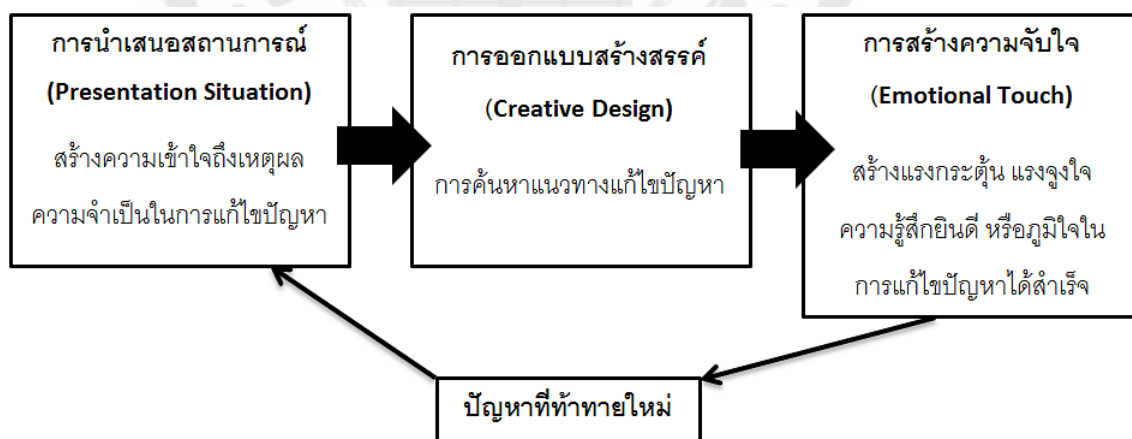 การนำเสนอสถานการณ์
(Presentation Situation)
สร้างความเข้าใจถึงเหตุผล
ความจำเป็นในการแก้ไขปัญหา
การออกแบบสร้างสรรค์
(Creative Design)
การค้นหาแนวทางแก้ไขปัญหา
การสร้างความจับใจ
(Emotional Touch)
สร้างแรงกระตุ้น แรงจูงใจ
ความรู้สึกยินดี หรือภูมิใจใน
การแก้ไขปัญหาได้สำเร็จ
ปัญหาที่ท้าทายใหม่